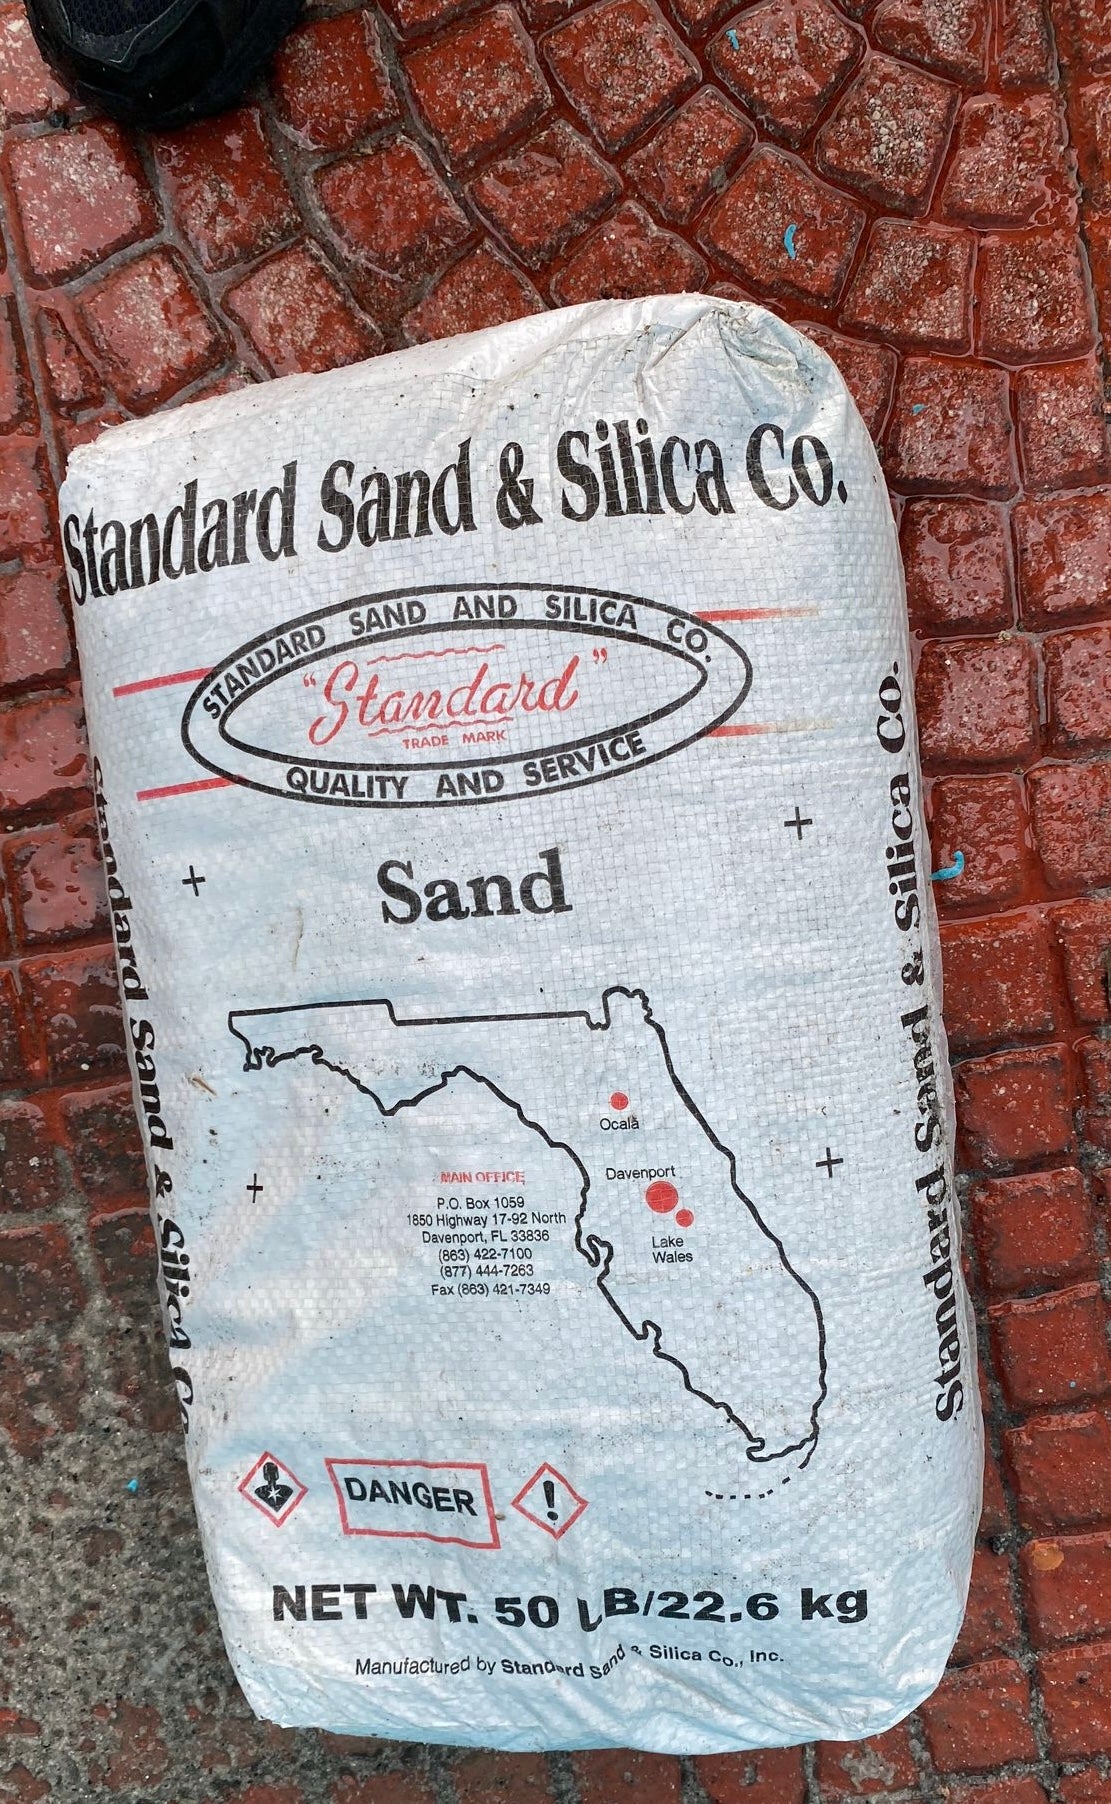 Standard Sand & Silica Co.
STANDARD SAND AND SILICA CO.
"Standard"
TRADE MARK
QUALITY AND SERVICE
Sand
Ocala
Davenport
Lake
Wales
MAIN OFFICE
P.O. Box 1059
1850 Highway 17-92 North
Davenport, FL 33836
(863) 422-7100
(877) 444-7263
Fax (863) 421-7349
DANGER
!
NET WT. 50 LB/22.6 kg
Manufactured by Standard Sand & Silica Co., Inc.
Standard Sand & Silica Co.
Standard Sand & Silica Co.